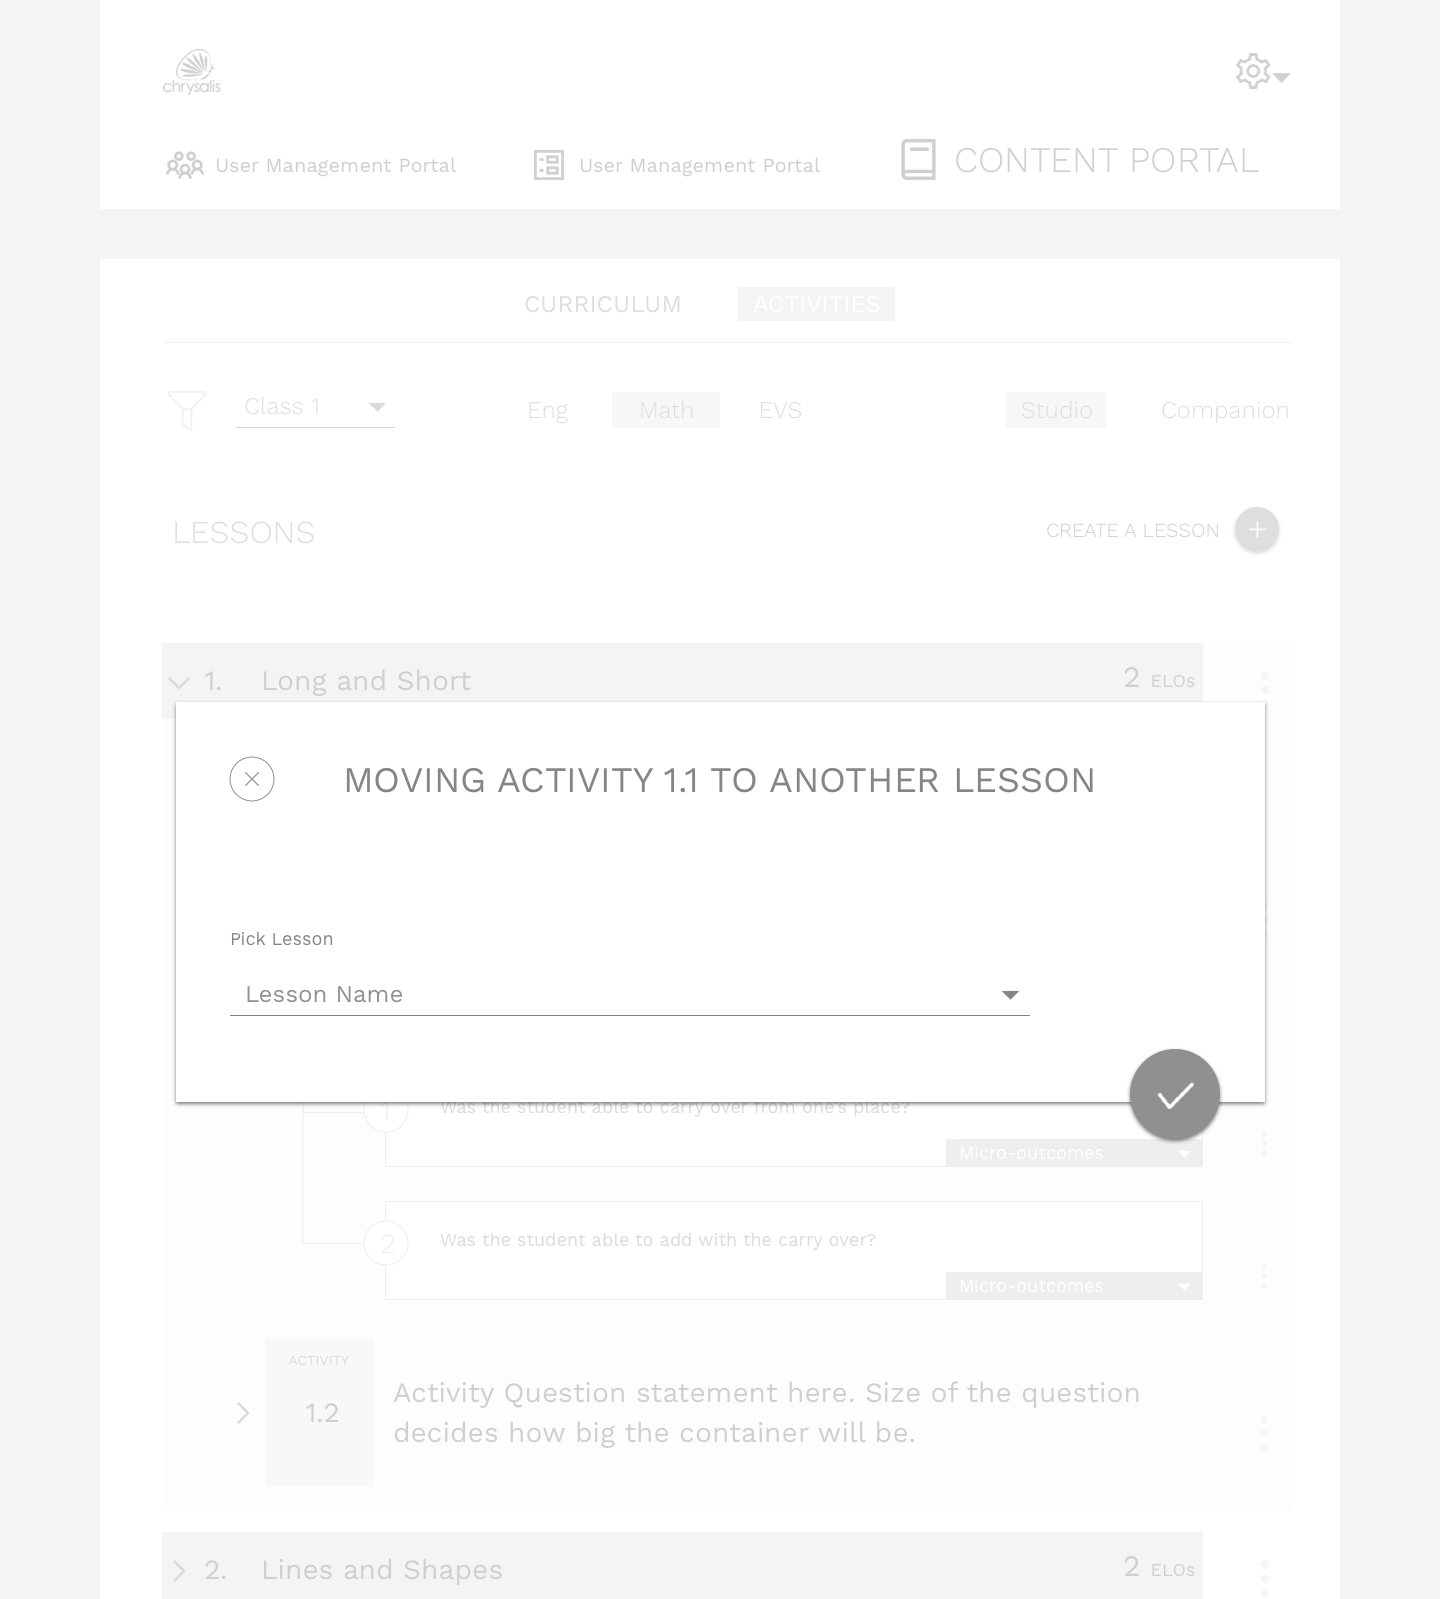 chrysalis
User Management Portal
User Management Portal
CONTENT PORTAL
CURRICULUM
ACTIVITIES
Class 1
Eng
Math
EVS
Studio
Companion
LESSONS
CREATE A LESSON
1. Long and Short
2 ELOs
MOVING ACTIVITY 1.1 TO ANOTHER LESSON
Pick Lesson
Lesson Name
1
Was the student able to carry over from one's place?
Micro-outcomes
2
Was the student able to add with the carry over?
Micro-outcomes
ACTIVITY
1.2
Activity Question statement here. Size of the question
decides how big the container will be.
2. Lines and Shapes
2 ELOs